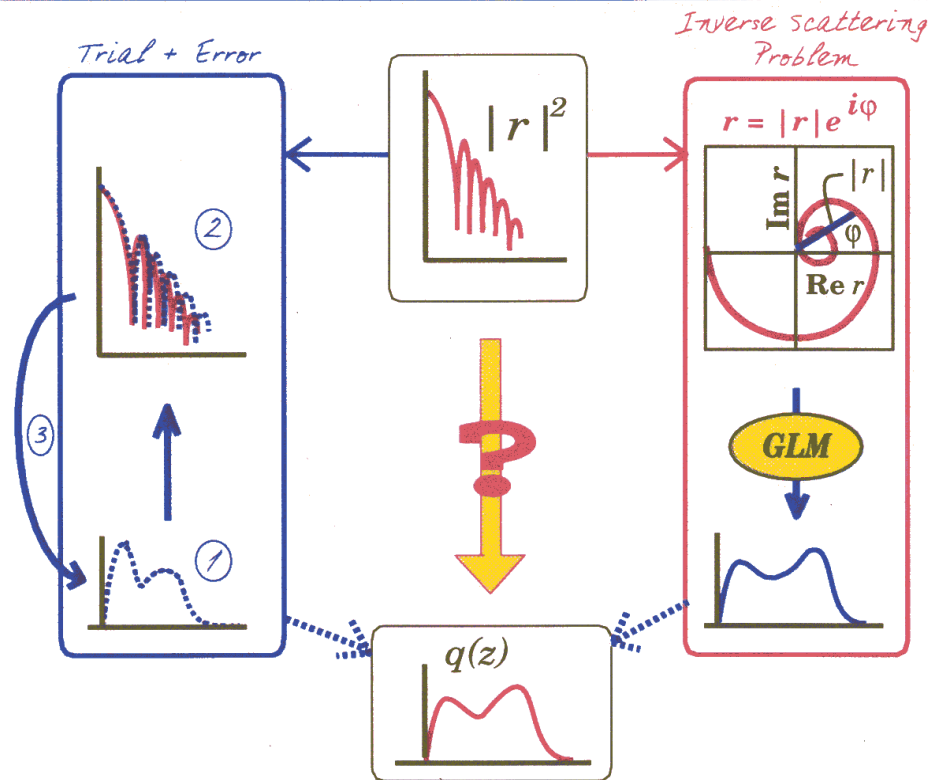 Trial + Error
Inverse Scattering
Problem
|r|²
r = |r|e^{iφ}
Im r
|r|
φ
Re r
②
③
?
GLM
①
q(z)